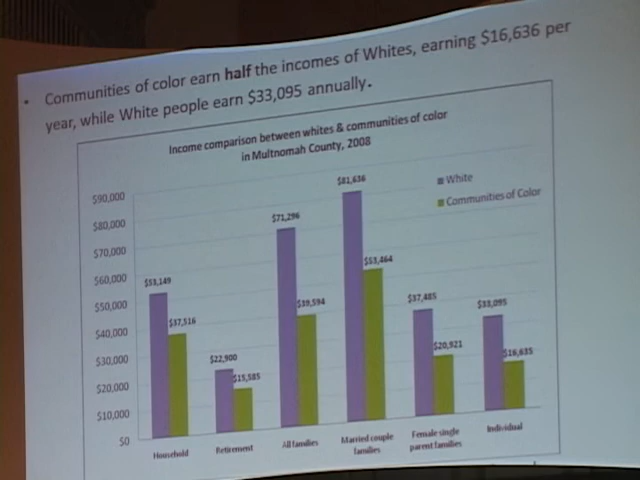 • Communities of color earn half the incomes of Whites, earning $16,636 per
year, while White people earn $33,095 annually.
Income comparison between whites & communities of color
in Multnomah County, 2008
$90,000
$80,000
$70,000
$60,000
$50,000
$40,000
$30,000
$20,000
$10,000
$0
White
Communities of Color
$53,149
$37,516
$22,900
$15,585
$71,296
$39,594
$81,636
$53,464
$37,485
$20,921
$33,095
$16,635
Household
Retirement
All families
Married couple
families
Female single
parent families
Individual